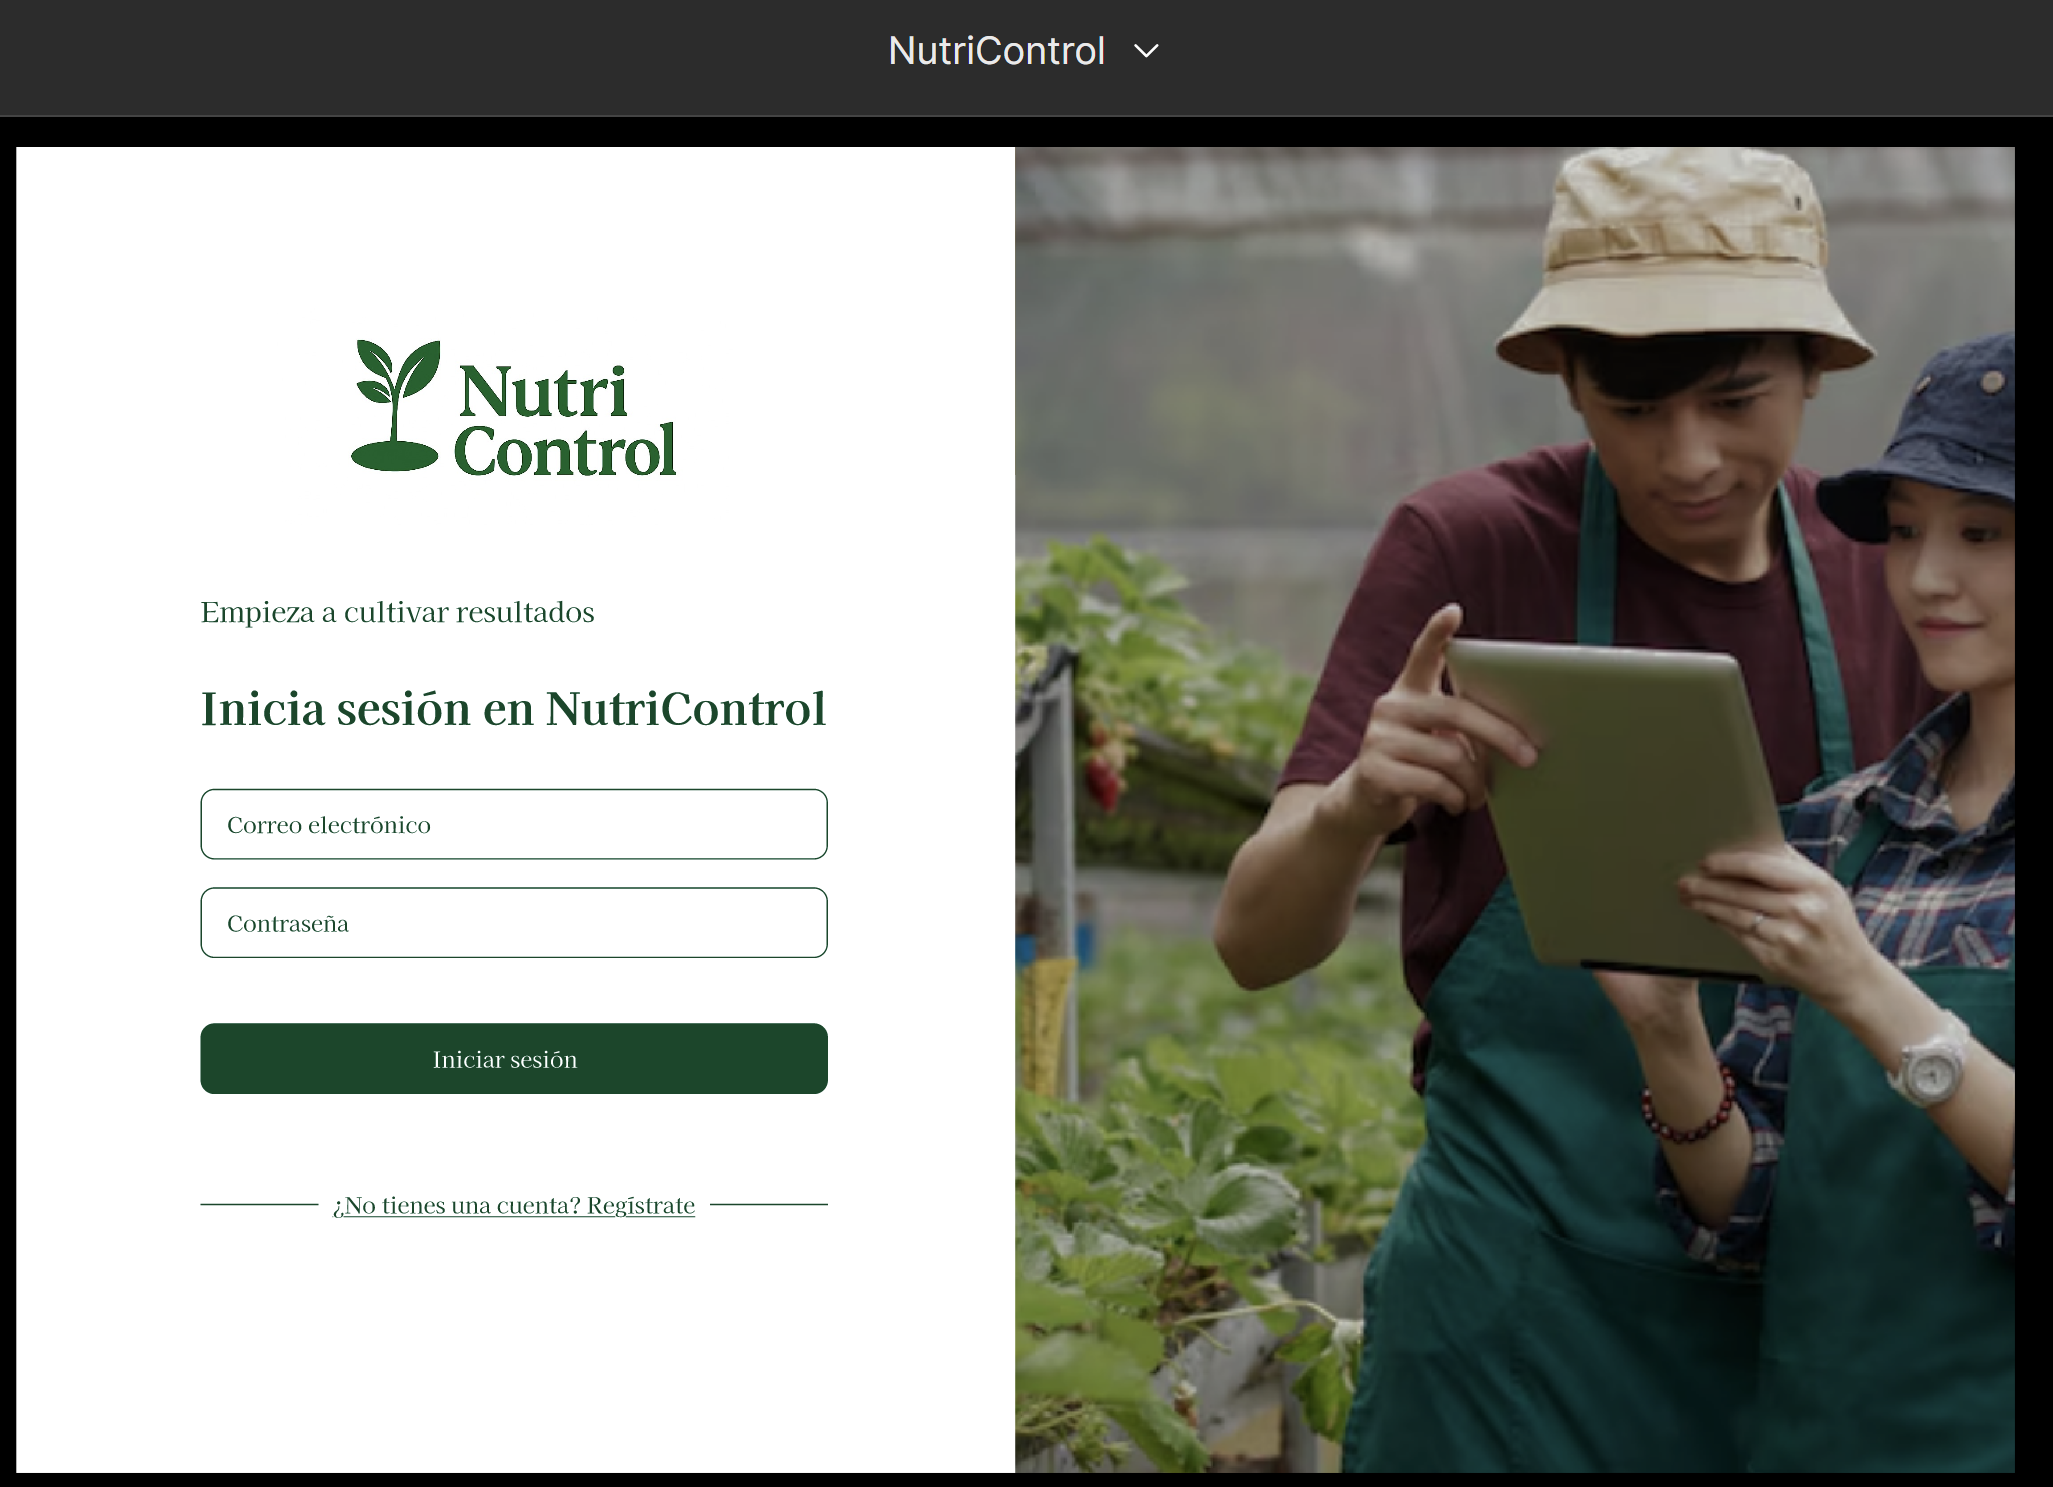 NutriControl
Nutri
Control
Empieza a cultivar resultados
Inicia sesión en NutriControl
Correo electrónico
Contraseña
Iniciar sesión
¿No tienes una cuenta? Regístrate